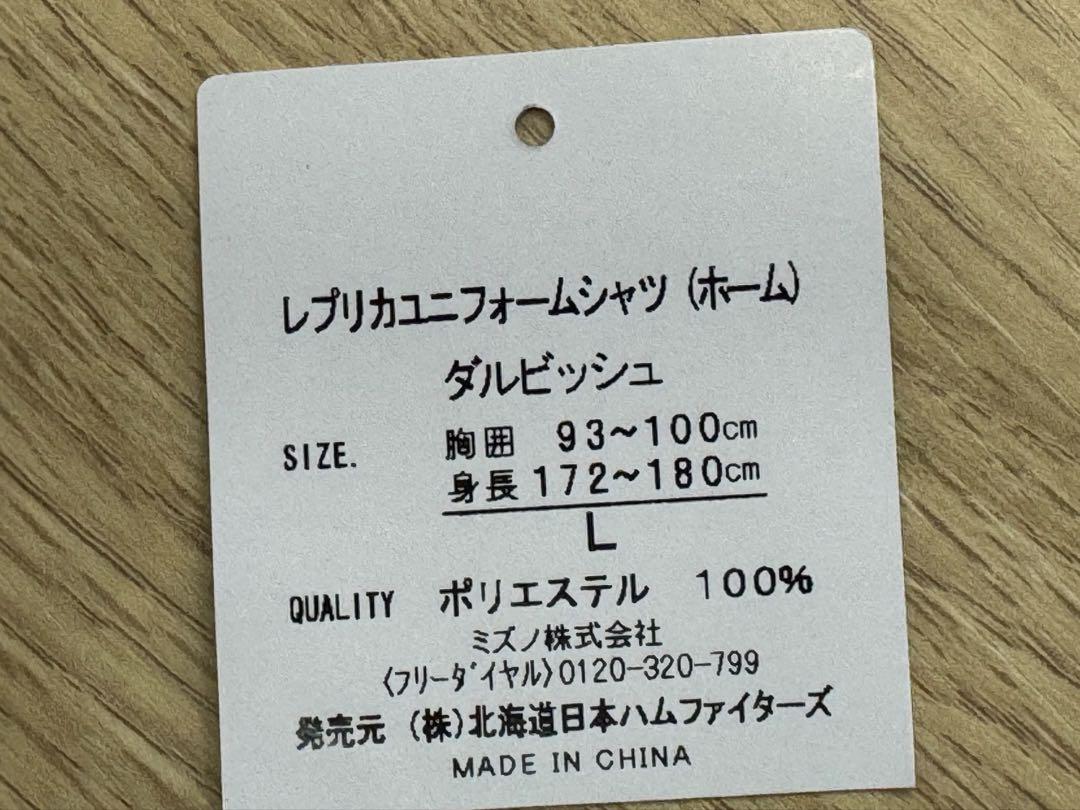 レプリカユニフォームシャツ (ホーム)
ダルビッシュ
SIZE. 胸囲 93~100cm
身長 172~180cm
L
QUALITY ポリエステル 100%
ミズノ株式会社
〈フリーダイヤル〉0120-320-799
発売元 (株)北海道日本ハムファイターズ
MADE IN CHINA